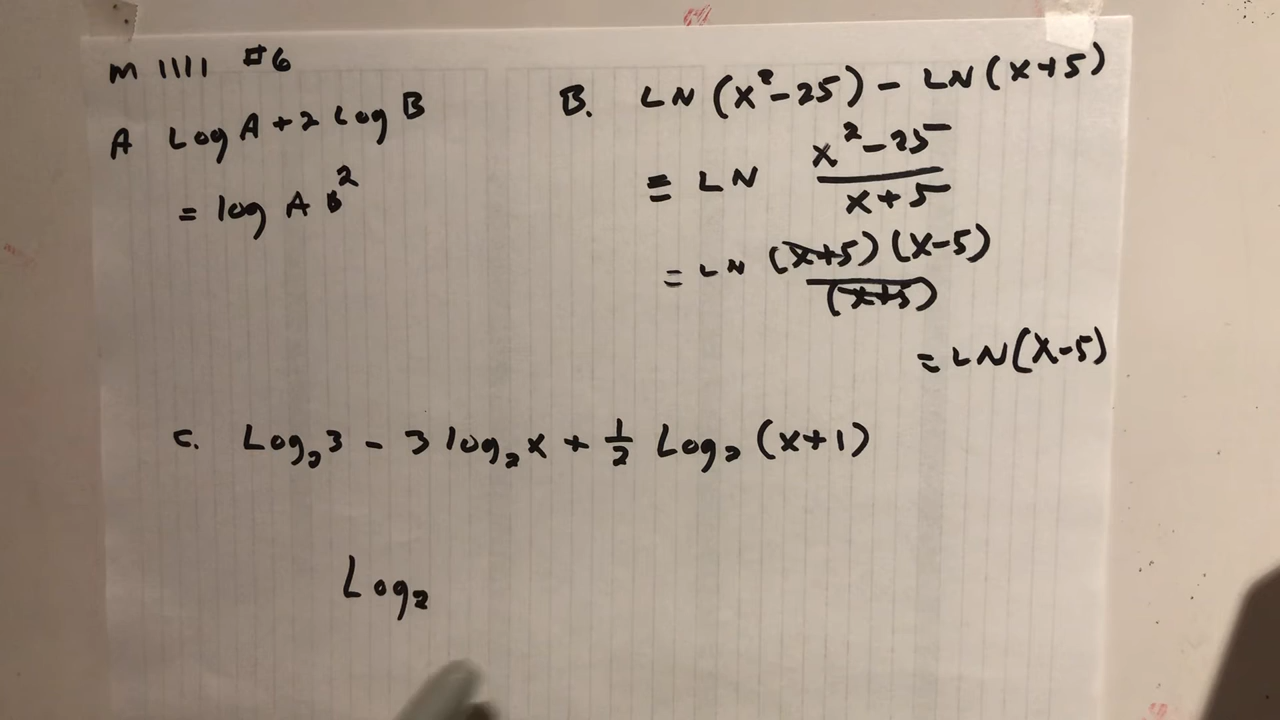 M 1111 #6
A Log A + 2 Log B
= log A B²
B. LN (x² - 25) - LN (x + 5)
= LN x² - 25 / x + 5
= LN (x+5) (x-5) / (x+5)
= LN (x-5)
C. Log₂ 3 - 3 log₂ x + 1/2 Log₂ (x+1)
Log₂